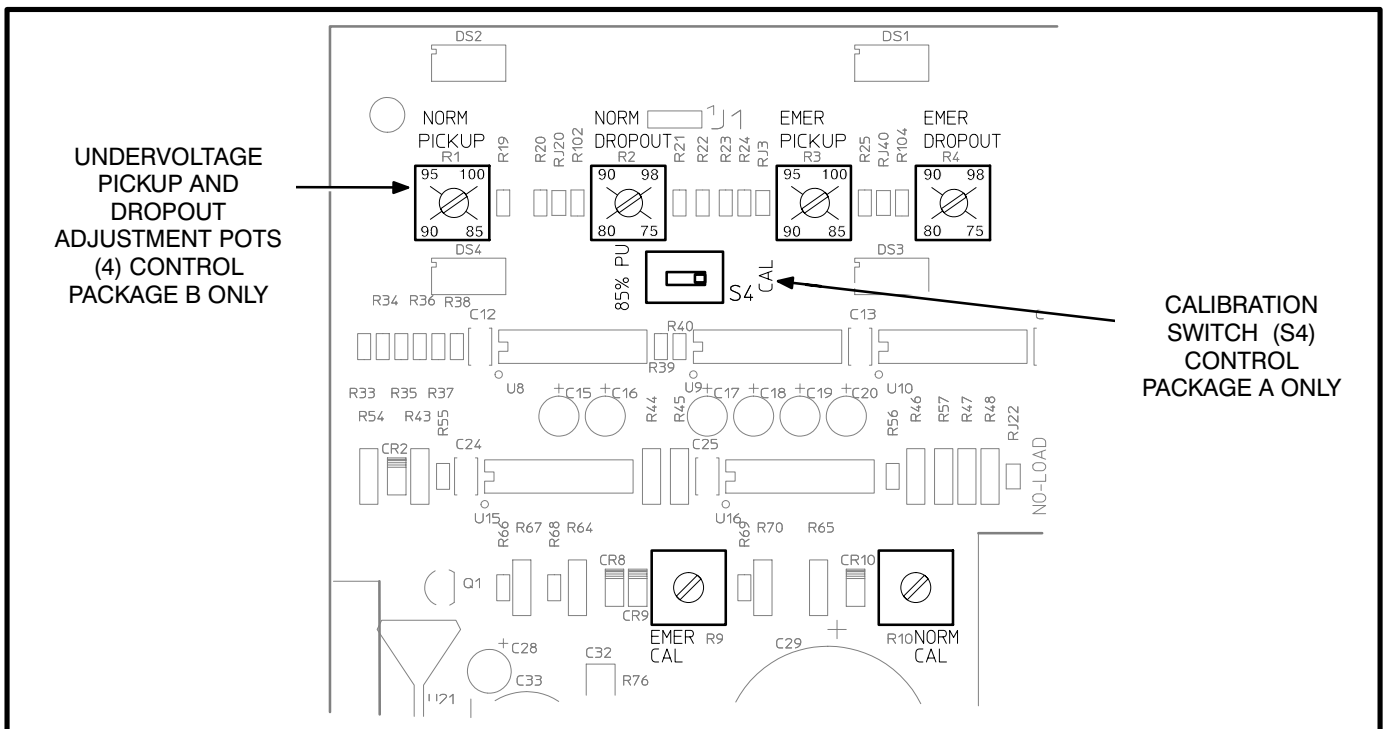 DS2
DS1
NORM
PICKUP
R1
R19
R20
RJ20
R102
NORM
DROPOUT
R2
J1
R21
R22
R23
R24
RJ3
EMER
PICKUP
R3
R25
RJ40
R104
EMER
DROPOUT
R4
95 100
90 85
90 98
80 75
95 100
90 85
90 98
80 75
UNDERVOLTAGE
PICKUP AND
DROPOUT
ADJUSTMENT POTS
(4) CONTROL
PACKAGE B ONLY
DS4
85% PU
S4
CAL
DS3
CALIBRATION
SWITCH (S4)
CONTROL
PACKAGE A ONLY
R34 R36 R38
C12
R40
C13
C
R39
R33 R35 R37
U8
C15
C16
U9
C17
C18
C19
C20
U10
R54
R43
R55
CR2
C24
R44
R45
C25
R56
R46
R57
R47
R48
RJ22
NO-LOAD
U15
U16
R66
R67
R68
R64
R69
R70
R65
Q1
CR8
CR9
CR10
EMER
CAL
R9
R10
NORM
CAL
C28
C33
C32
R76
C29
U21